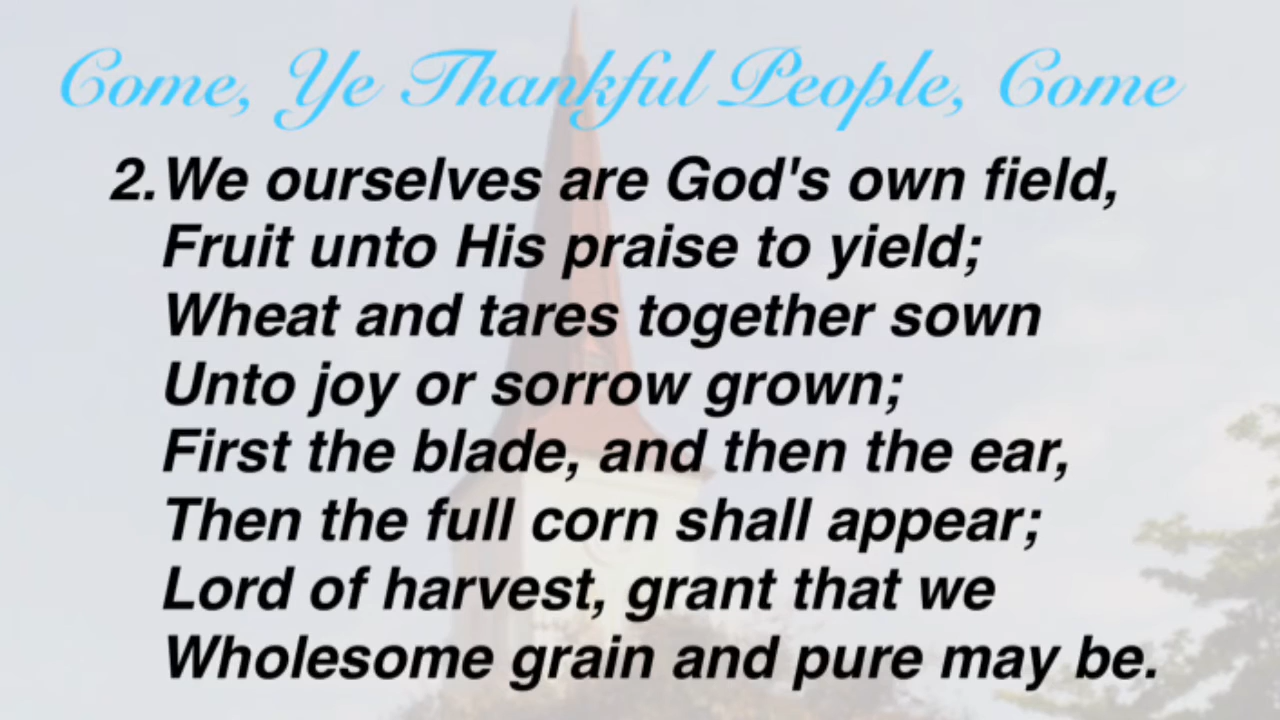 Come, Ye Thankful People, Come
2. We ourselves are God's own field,
Fruit unto His praise to yield;
Wheat and tares together sown
Unto joy or sorrow grown;
First the blade, and then the ear,
Then the full corn shall appear;
Lord of harvest, grant that we
Wholesome grain and pure may be.